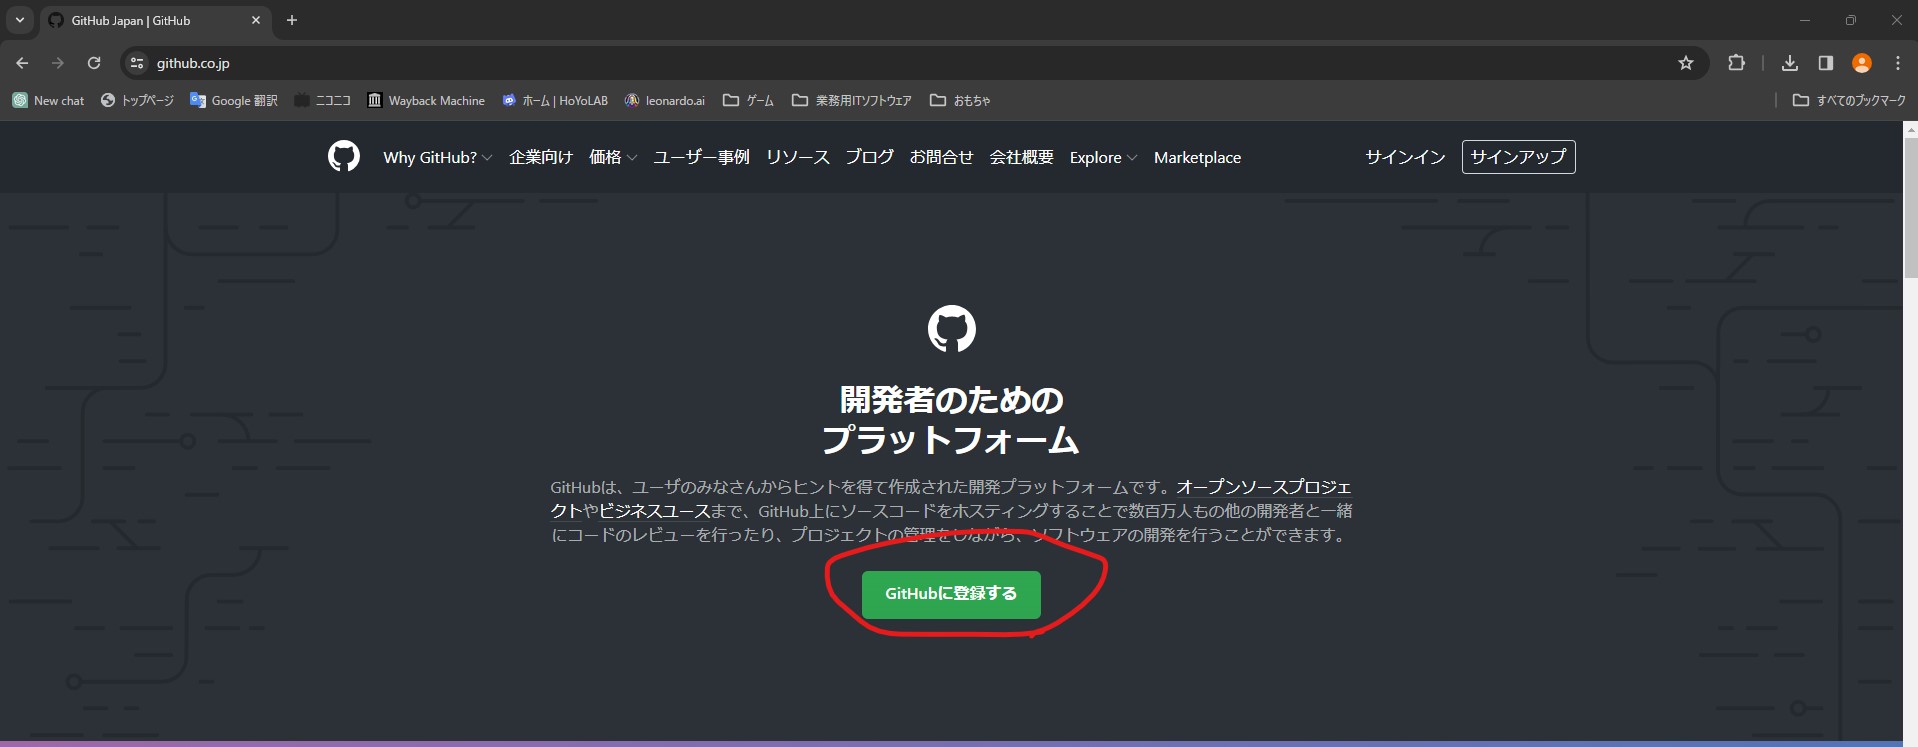 GitHub Japan | GitHub
github.co.jp
New chat トップページ Google 翻訳 ニコニコ Wayback Machine ホーム | HoYoLAB leonardo.ai ゲーム 業務用ITソフトウェア おもちゃ すべてのブックマーク
Why GitHub? 企業向け 価格 ユーザー事例 リソース ブログ お問合せ 会社概要 Explore Marketplace サインイン サインアップ
開発者のための
プラットフォーム
GitHubは、ユーザのみなさんからヒントを得て作成された開発プラットフォームです。オープンソースプロジェ
クトやビジネスユースまで、GitHub上にソースコードをホスティングすることで数百万人もの他の開発者と一緒
にコードのレビューを行ったり、プロジェクトの管理をしながら、ソフトウェアの開発を行うことができます。
GitHubに登録する